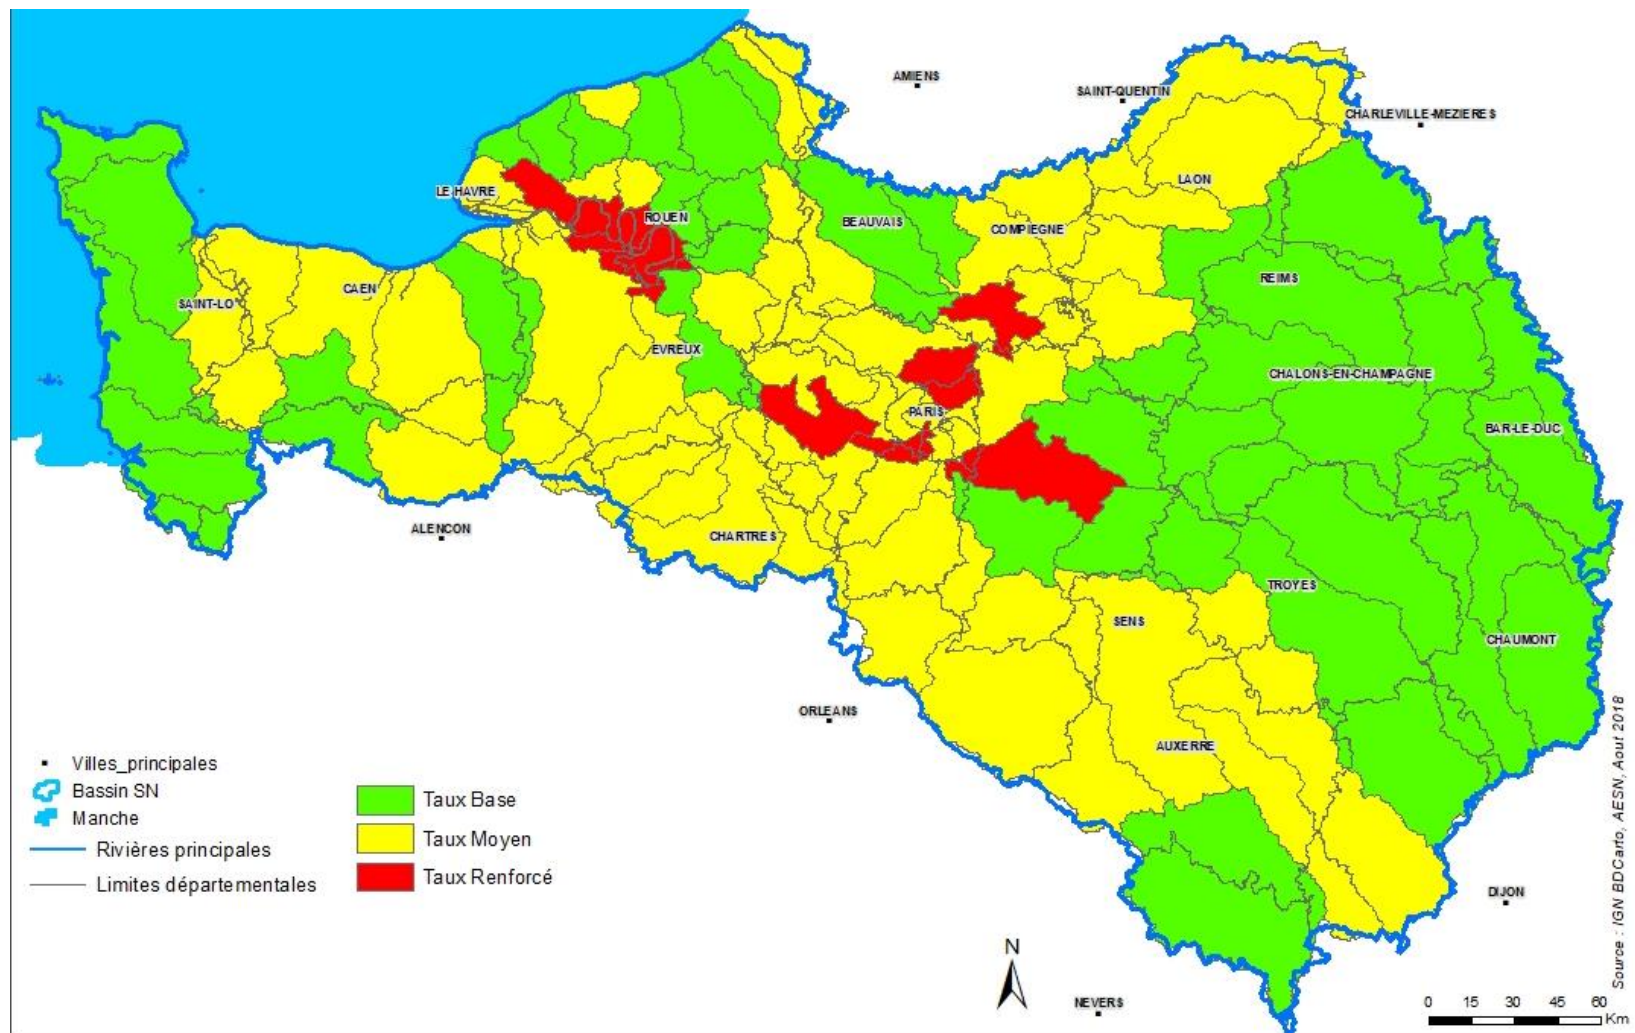 AMIENS
SAINT-QUENTIN
CHARLEVILLE-MEZIERES
LAON
LE HAVRE
ROUEN
BEAUVAIS
COMPIEGNE
REIMS
CAEN
SAINT-LO
EVREUX
CHALONS-EN-CHAMPAGNE
PARIS
BAR-LE-DUC
ALENCON
CHARTRES
TROYES
SENS
CHAUMONT
ORLEANS
AUXERRE
DIJON
NEVERS
Villes_principales
Bassin SN
Manche
Rivières principales
Limites départementales
Taux Base
Taux Moyen
Taux Renforcé
N
0 15 30 45 60
Km
Source : IGN BDCarto, AESN, Aout 2018